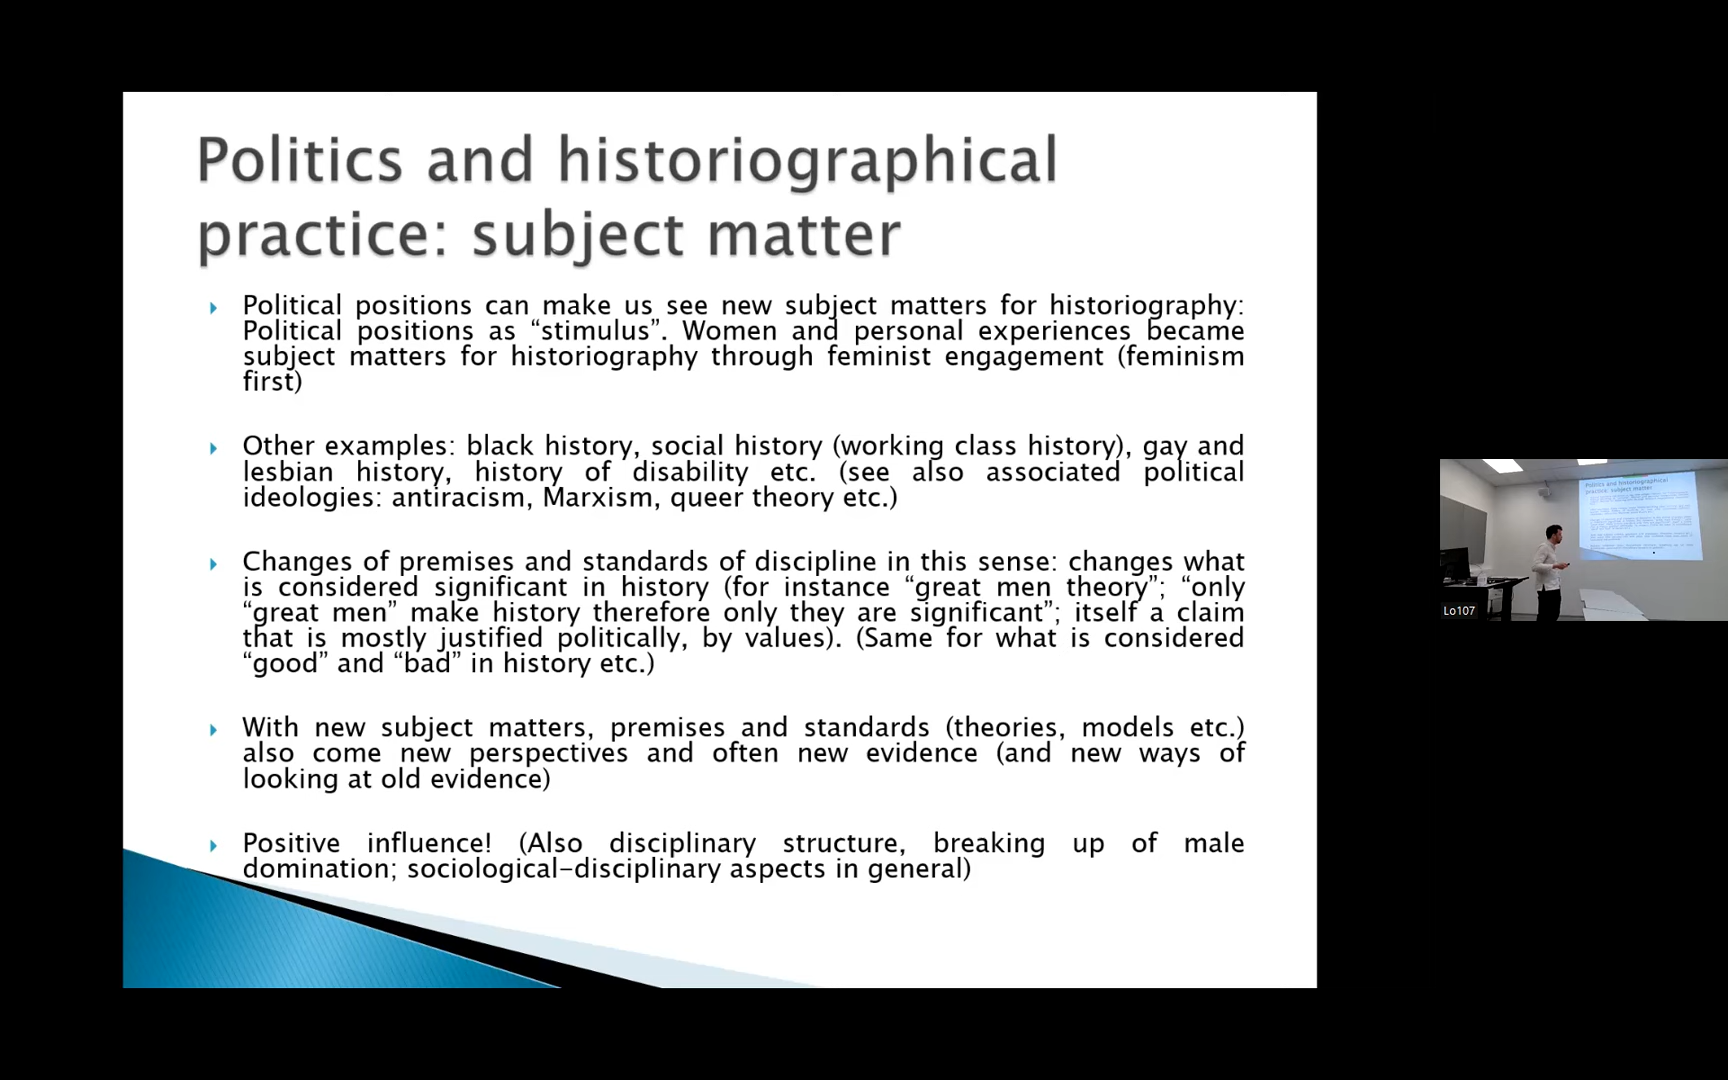 Politics and historiographical
practice: subject matter
Political positions can make us see new subject matters for historiography:
Political positions as “stimulus”. Women and personal experiences became
subject matters for historiography through feminist engagement (feminism
first)
Other examples: black history, social history (working class history), gay and
lesbian history, history of disability etc. (see also associated political
ideologies: antiracism, Marxism, queer theory etc.)
Changes of premises and standards of discipline in this sense: changes what
is considered significant in history (for instance “great men theory”; “only
“great men” make history therefore only they are significant”; itself a claim
that is mostly justified politically, by values). (Same for what is considered
“good” and “bad” in history etc.)
With new subject matters, premises and standards (theories, models etc.)
also come new perspectives and often new evidence (and new ways of
looking at old evidence)
Positive influence! (Also disciplinary structure, breaking up of male
domination; sociological-disciplinary aspects in general)
Politics and historiographical
practice: subject matter
Lo107